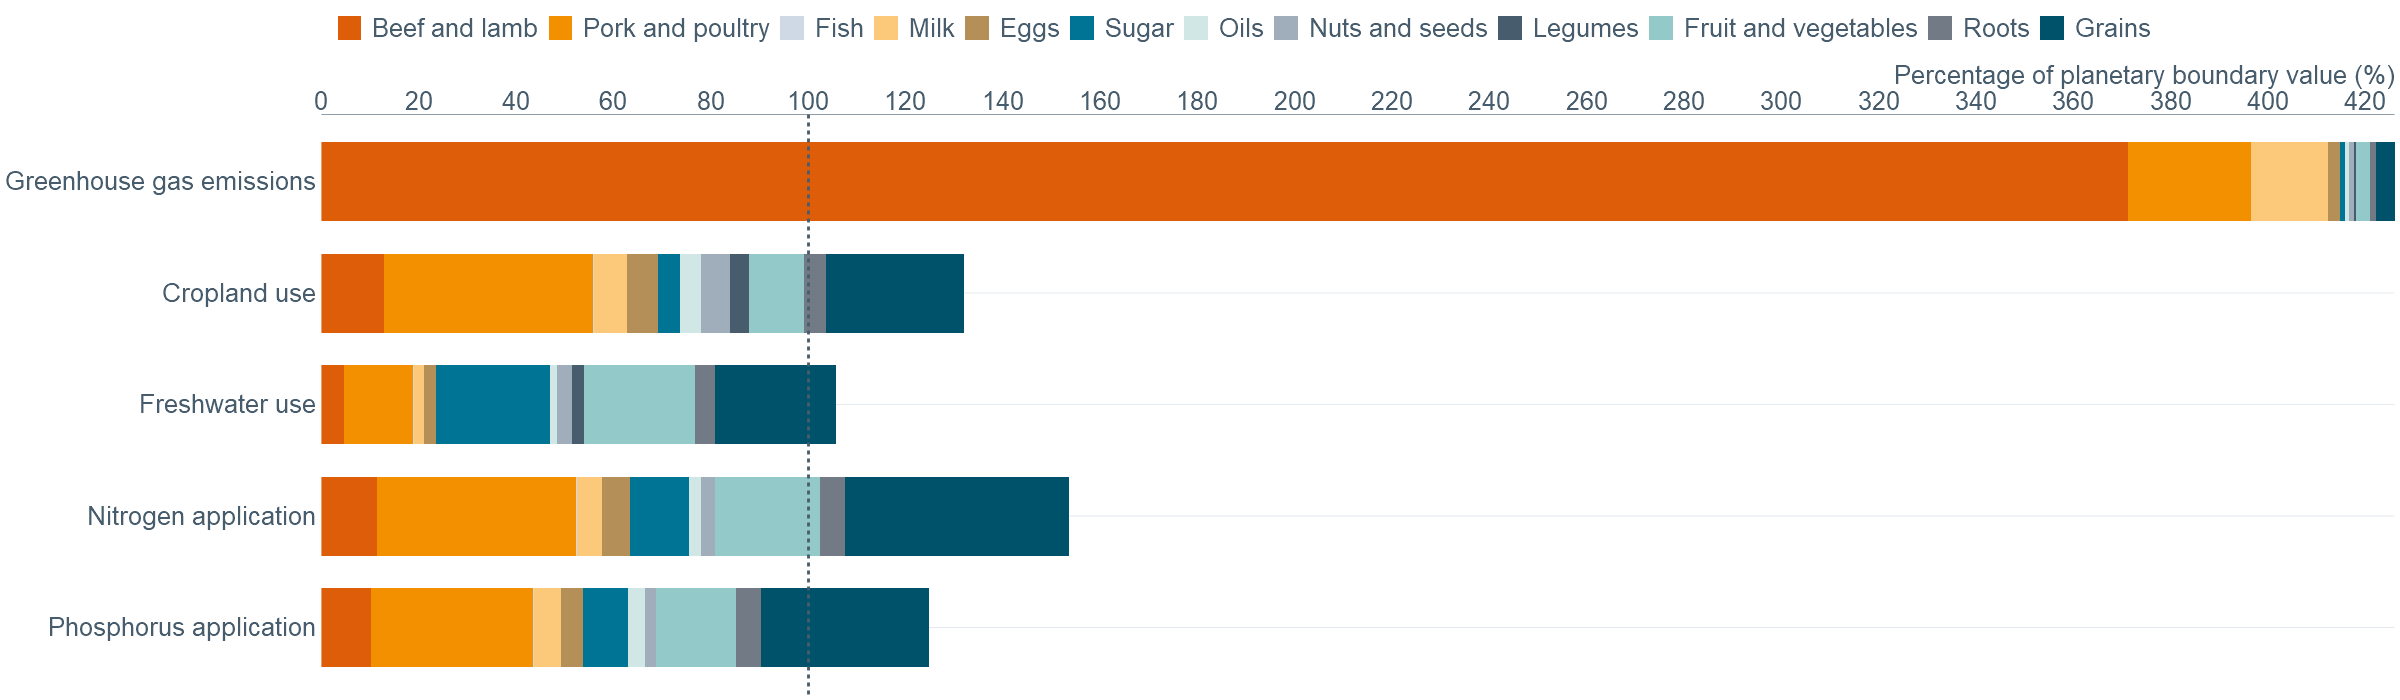 Beef and lamb Pork and poultry Fish Milk Eggs Sugar Oils Nuts and seeds Legumes Fruit and vegetables Roots Grains
Percentage of planetary boundary value (%)
0 20 40 60 80 100 120 140 160 180 200 220 240 260 280 300 320 340 360 380 400 420
Greenhouse gas emissions
Cropland use
Freshwater use
Nitrogen application
Phosphorus application